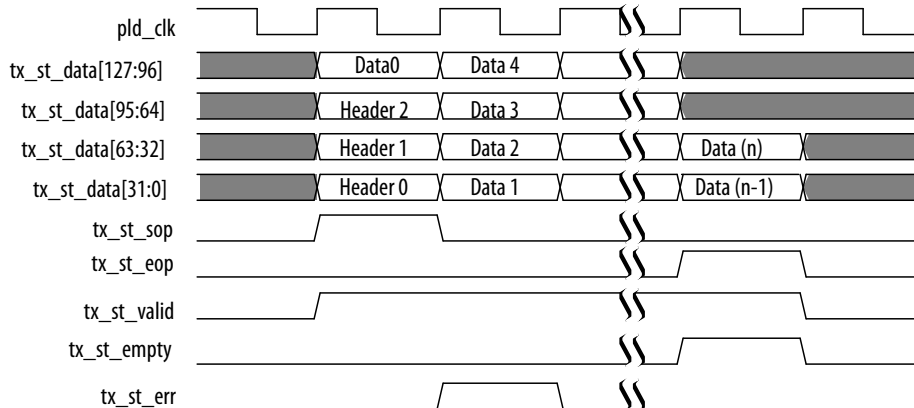 pld_clk
tx_st_data[127:96] Data0 Data 4
tx_st_data[95:64] Header 2 Data 3
tx_st_data[63:32] Header 1 Data 2 Data (n)
tx_st_data[31:0] Header 0 Data 1 Data (n-1)
tx_st_sop
tx_st_eop
tx_st_valid
tx_st_empty
tx_st_err